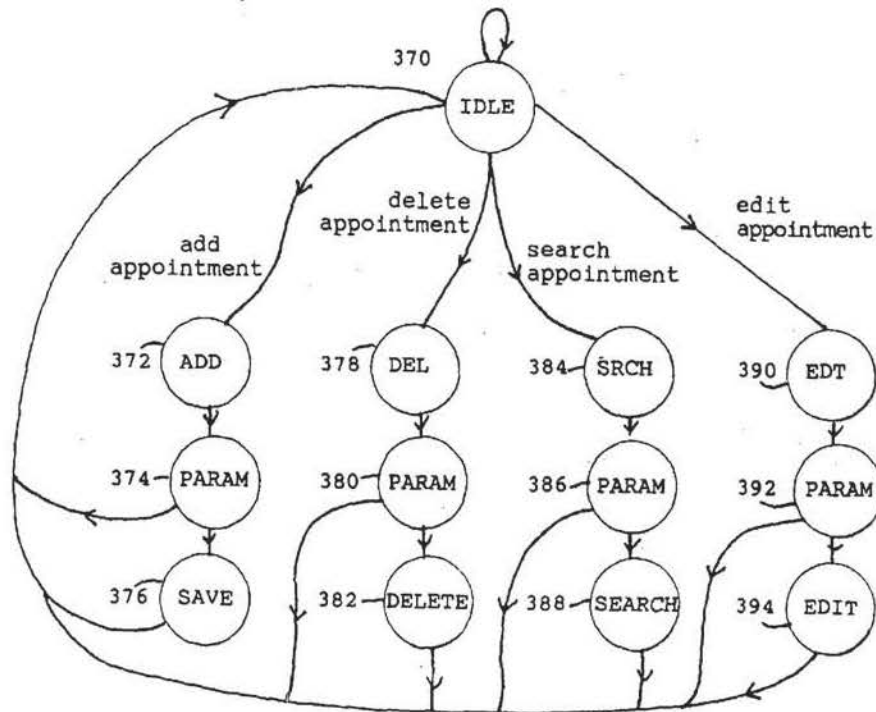 370
IDLE
add
appointment
delete
appointment
search
appointment
edit
appointment
372
ADD
378
DEL
384
SRCH
390
EDT
374
PARAM
380
PARAM
386
PARAM
392
PARAM
376
SAVE
382
DELETE
388
SEARCH
394
EDIT